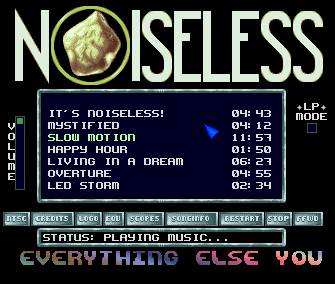 NOISELESS
IT'S NOISELESS! 04: 43
MYSTIFIED 04: 12
SLOW MOTION 11: 57
HAPPY HOUR 01: 50
LIVING IN A DREAM 06: 27
OVERTURE 04: 55
LED STORM 02: 34
VOLUME
LP
MODE
MISC CREDITS LOGO EQU SCOPES SONGINFO RESTART STOP FFWD
STATUS: PLAYING MUSIC...
EVERYTHING ELSE YOU